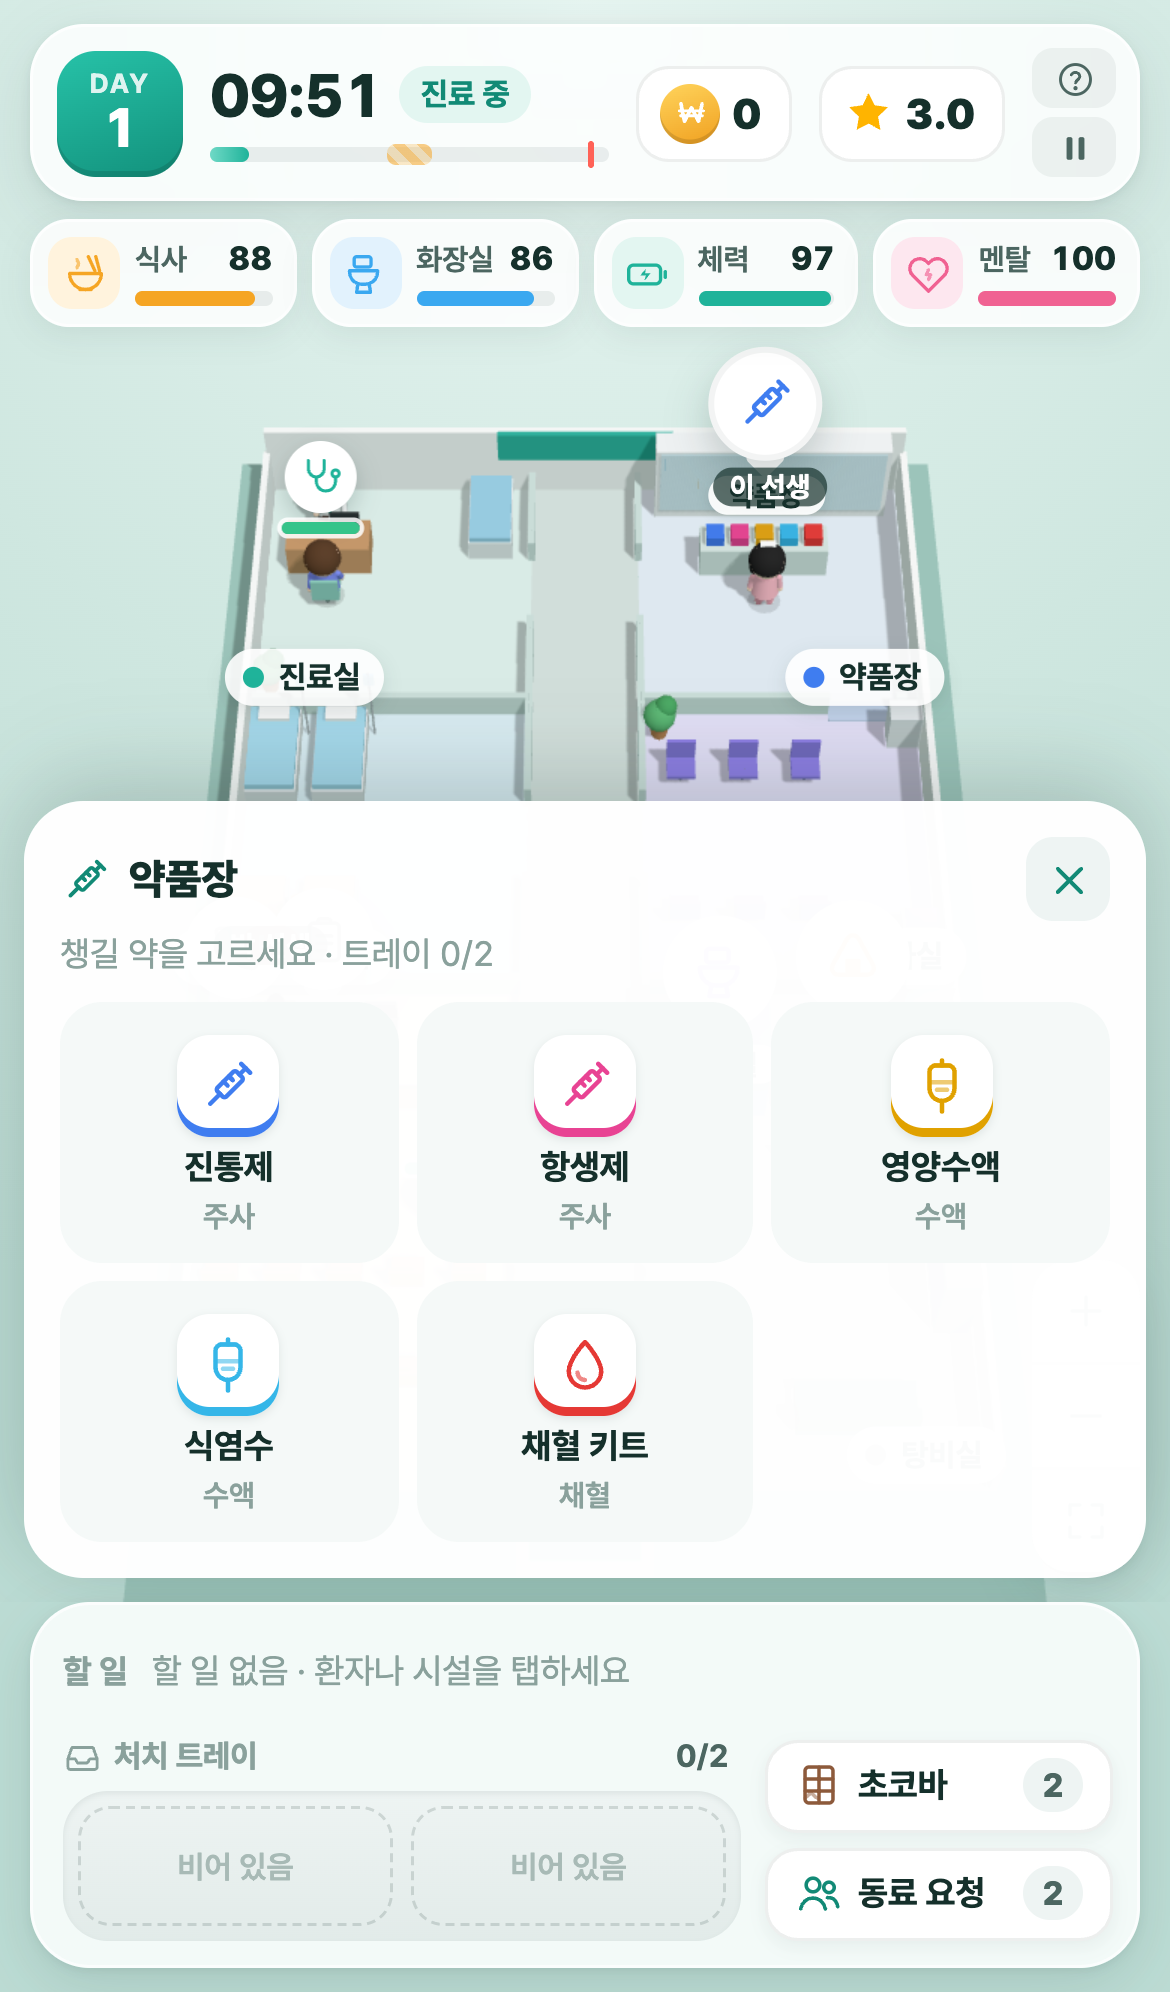 DAY
1
09:51
진료 중
₩ 0
3.0
식사 88
화장실 86
체력 97
멘탈 100
이 선생
진료실
약품장
약품장
챙길 약을 고르세요 · 트레이 0/2
진통제
주사
항생제
주사
영양수액
수액
식염수
수액
채혈 키트
채혈
탕비실
할 일 할 일 없음 · 환자나 시설을 탭하세요
처치 트레이 0/2
비어 있음
비어 있음
초코바 2
동료 요청 2